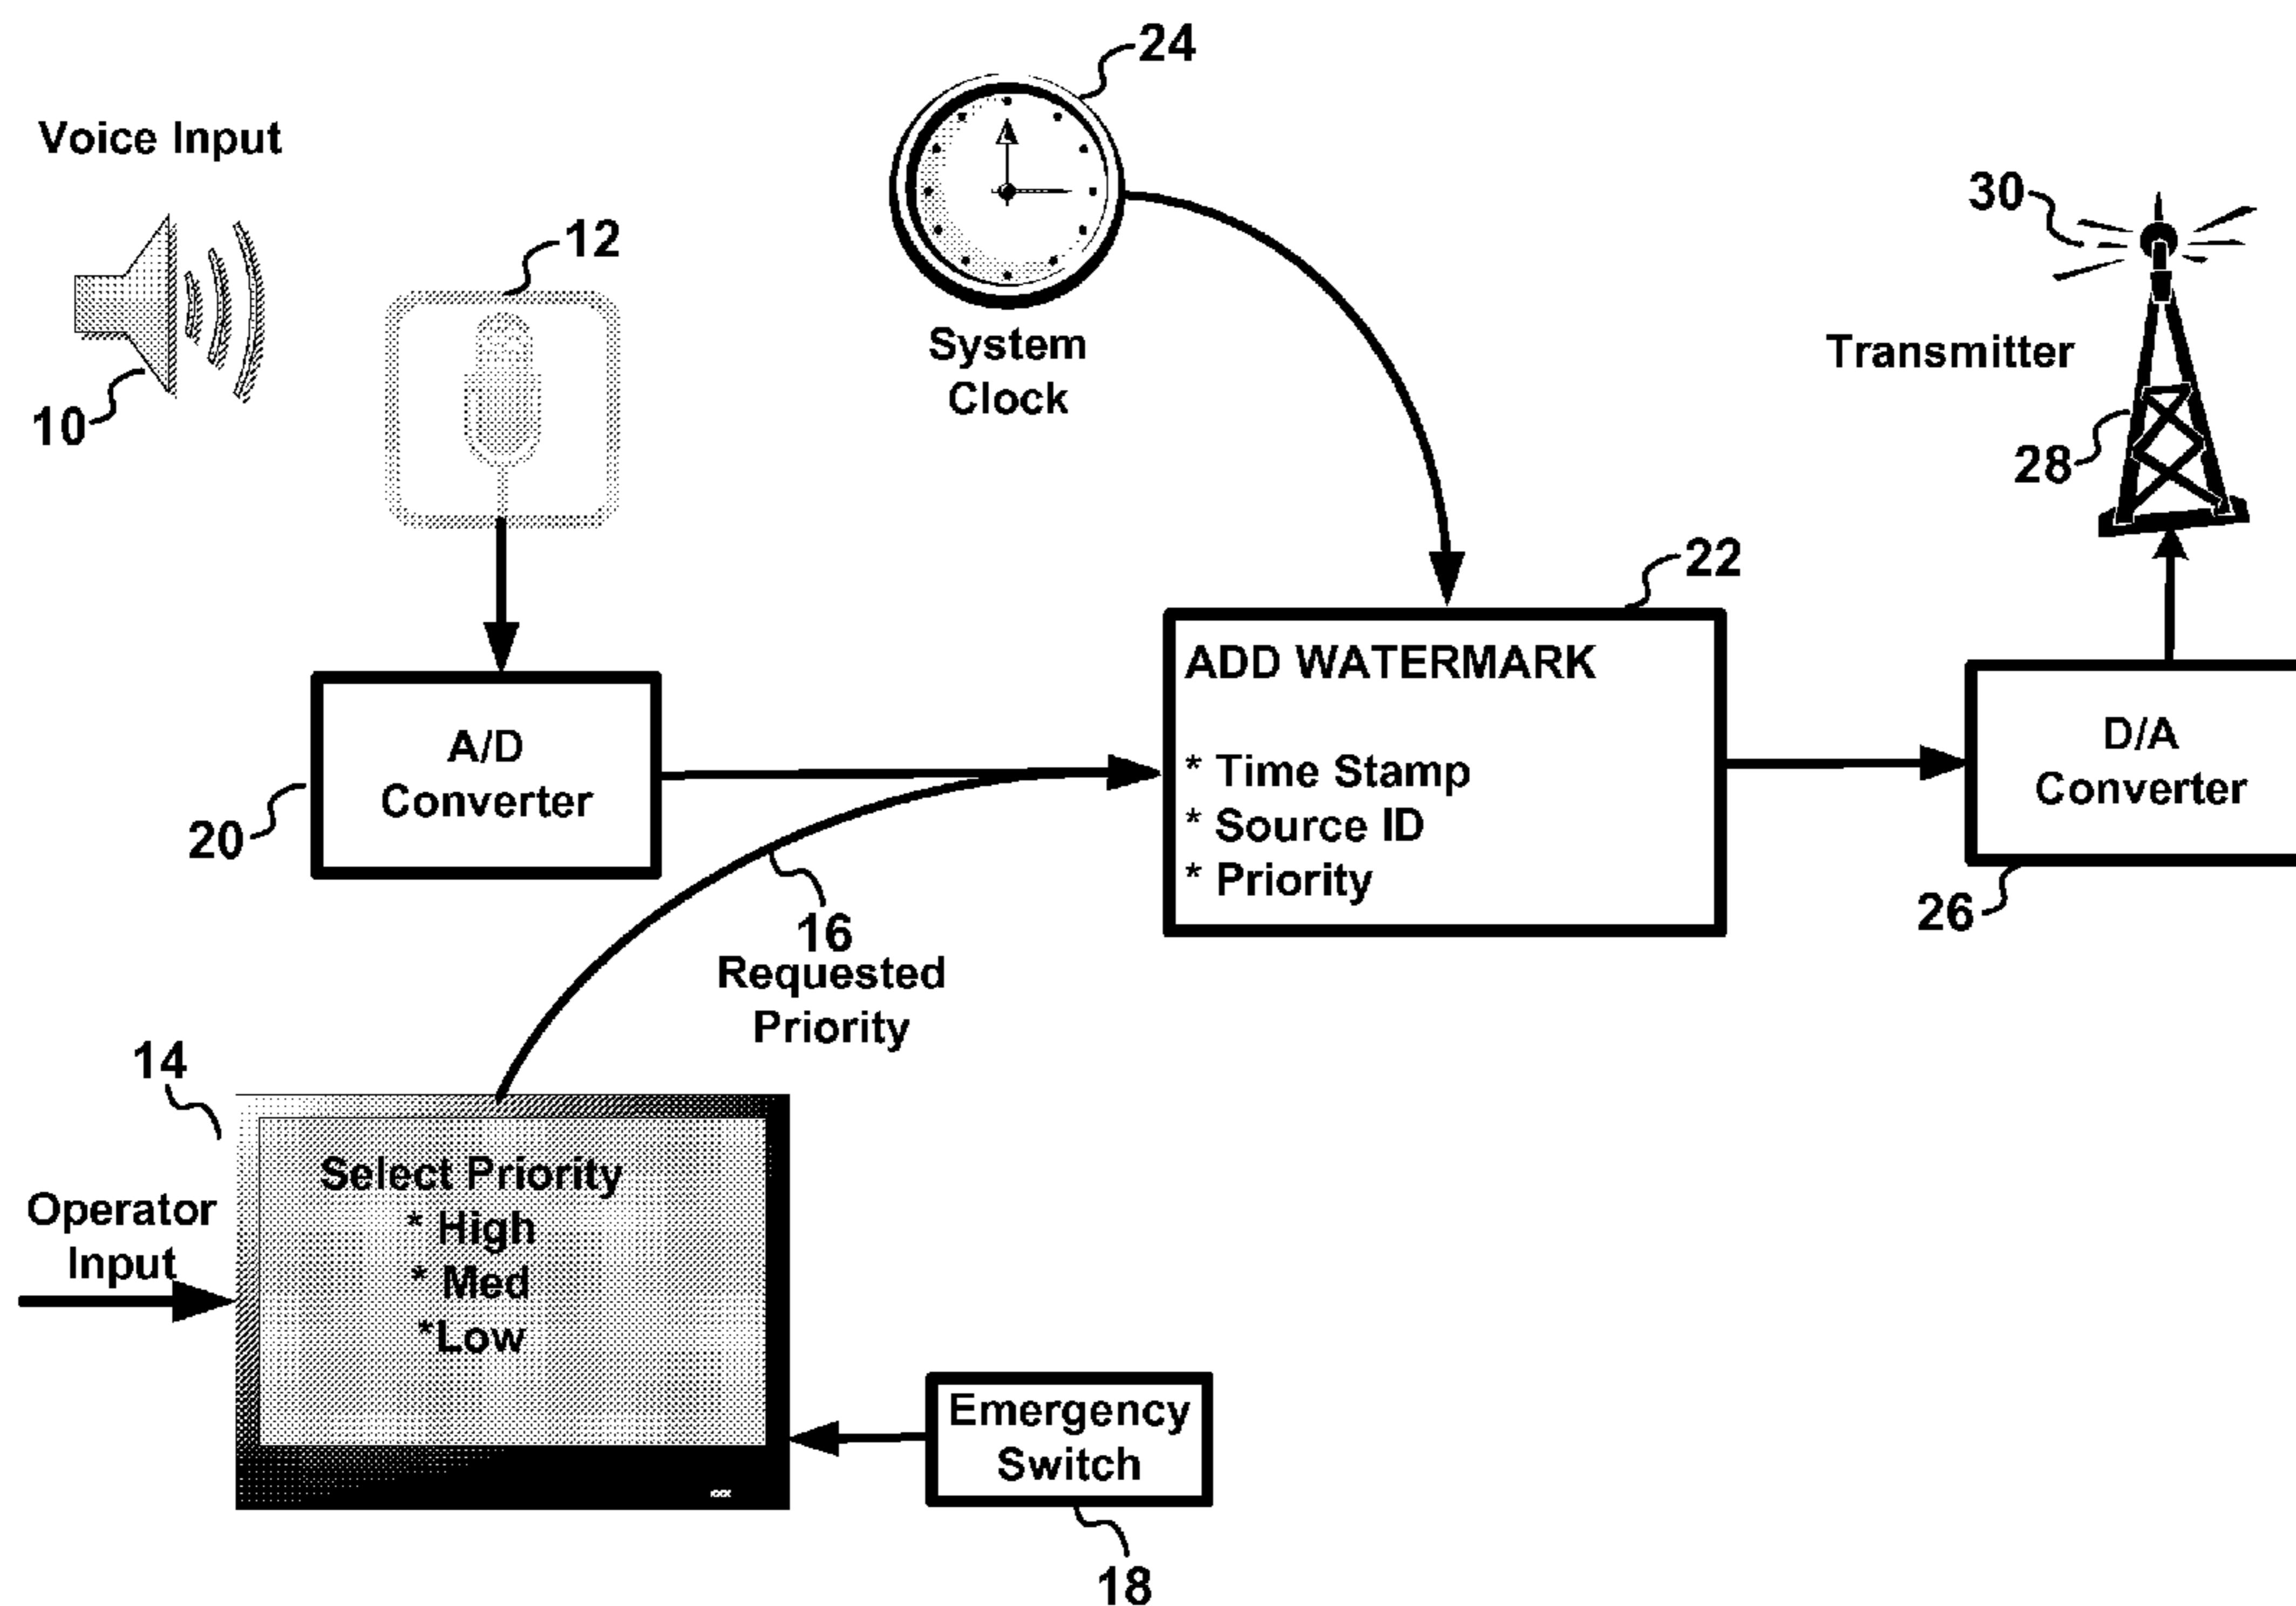 24
Voice Input
30
12
System
Clock
Transmitter
10
28
22
ADD WATERMARK
A/D
Converter
* Time Stamp
* Source ID
* Priority
D/A
Converter
20
26
16
Requested
Priority
14
Select Priority
* High
* Med
*Low
Operator
Input
Emergency
Switch
18